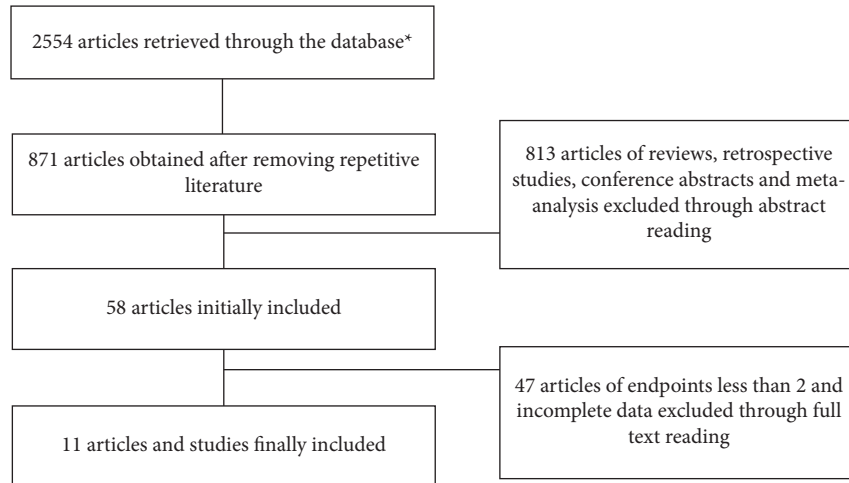 2554 articles retrieved through the database*
871 articles obtained after removing repetitive
literature
813 articles of reviews, retrospective
studies, conference abstracts and meta-
analysis excluded through abstract
reading
58 articles initially included
47 articles of endpoints less than 2 and
incomplete data excluded through full
text reading
11 articles and studies finally included